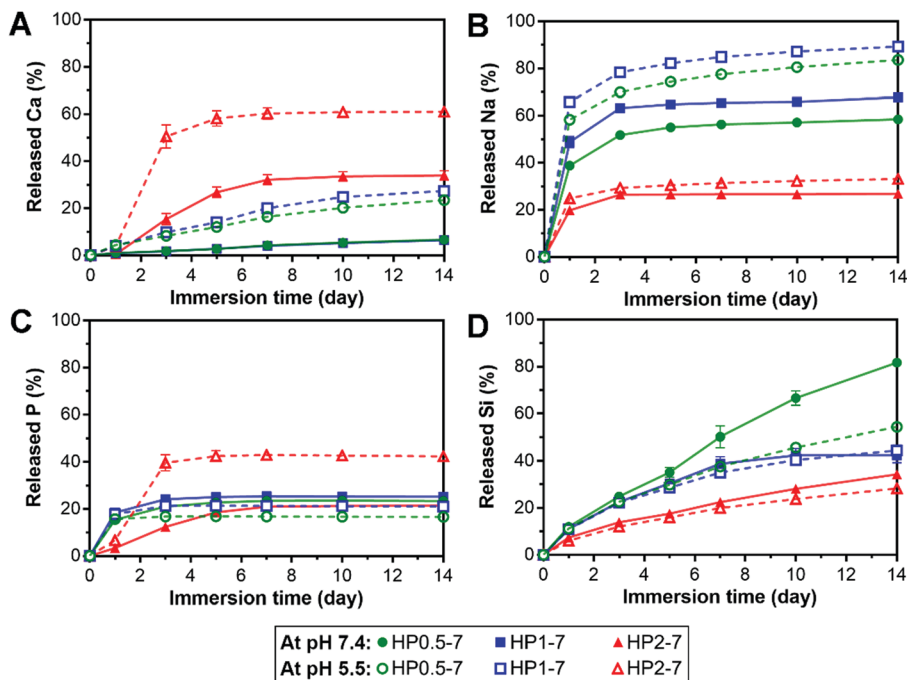 A
B
100
80
60
40
20
0
Released Ca (%)
0 2 4 6 8 10 12 14
Immersion time (day)
100
80
60
40
20
0
Released Na (%)
0 2 4 6 8 10 12 14
Immersion time (day)
C
D
100
80
60
40
20
0
Released P (%)
0 2 4 6 8 10 12 14
Immersion time (day)
100
80
60
40
20
0
Released Si (%)
0 2 4 6 8 10 12 14
Immersion time (day)
At pH 7.4: HP0.5-7 HP1-7 HP2-7
At pH 5.5: HP0.5-7 HP1-7 HP2-7